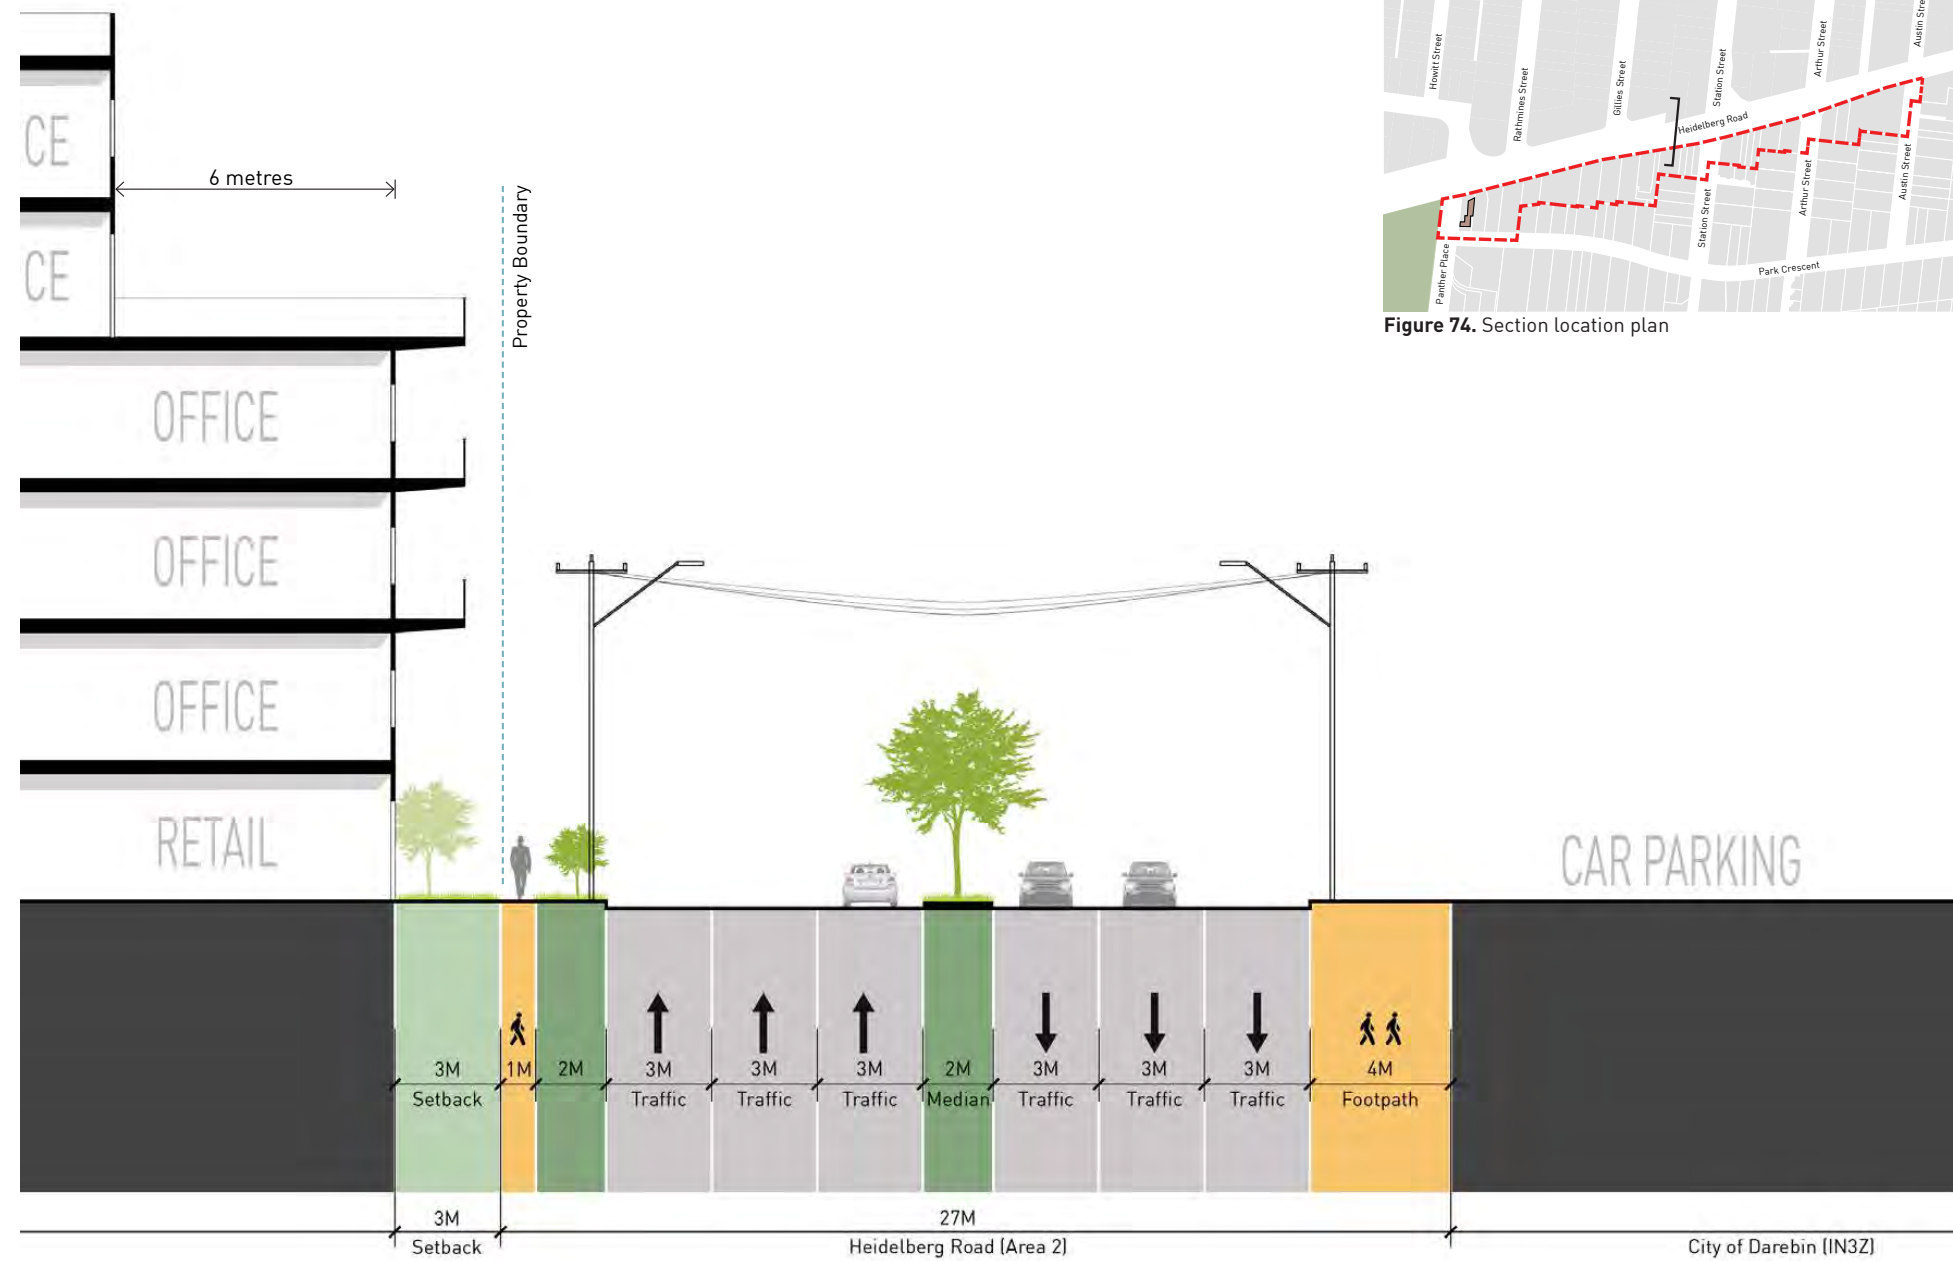 CE
CE
6 metres
Property Boundary
OFFICE
OFFICE
OFFICE
RETAIL
CAR PARKING
Howitt Street
Rathmines Street
Gillies Street
Station Street
Arthur Street
Austin Stre
Heidelberg Road
Station Street
Arthur Street
Austin Street
Panther Place
Park Crescent
Figure 74. Section location plan
3M 1M 2M 3M 3M 3M 2M 3M 3M 3M 4M
Setback Traffic Traffic Traffic Median Traffic Traffic Traffic Footpath
3M 27M
Setback Heidelberg Road (Area 2) City of Darebin (IN3Z)